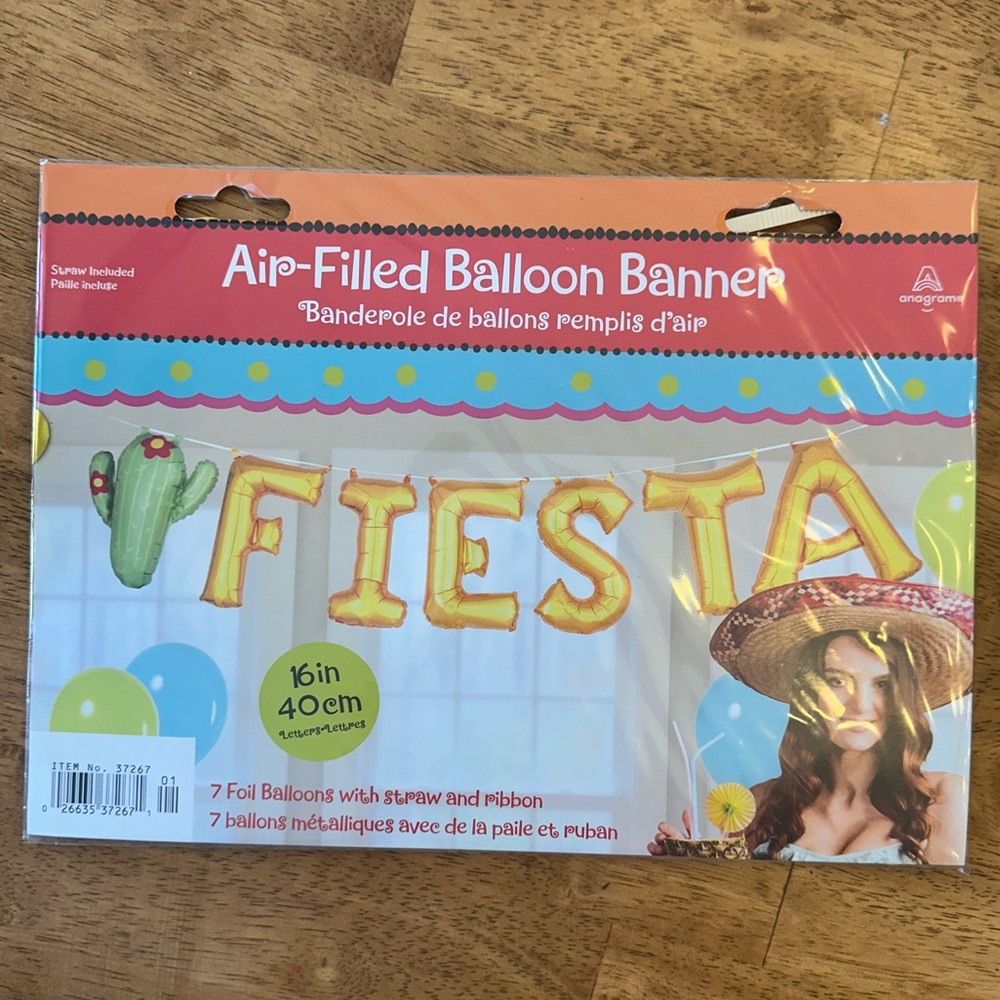 Air-Filled Balloon Banner
Banderole de ballons remplis d'air
Straw Included
Paille incluse
anagram
FIESTA
16in
40cm
Letters•Lettres
ITEM No. 37267
01
0 26635 37267 1
7 Foil Balloons with straw and ribbon
7 ballons métalliques avec de la paile et ruban